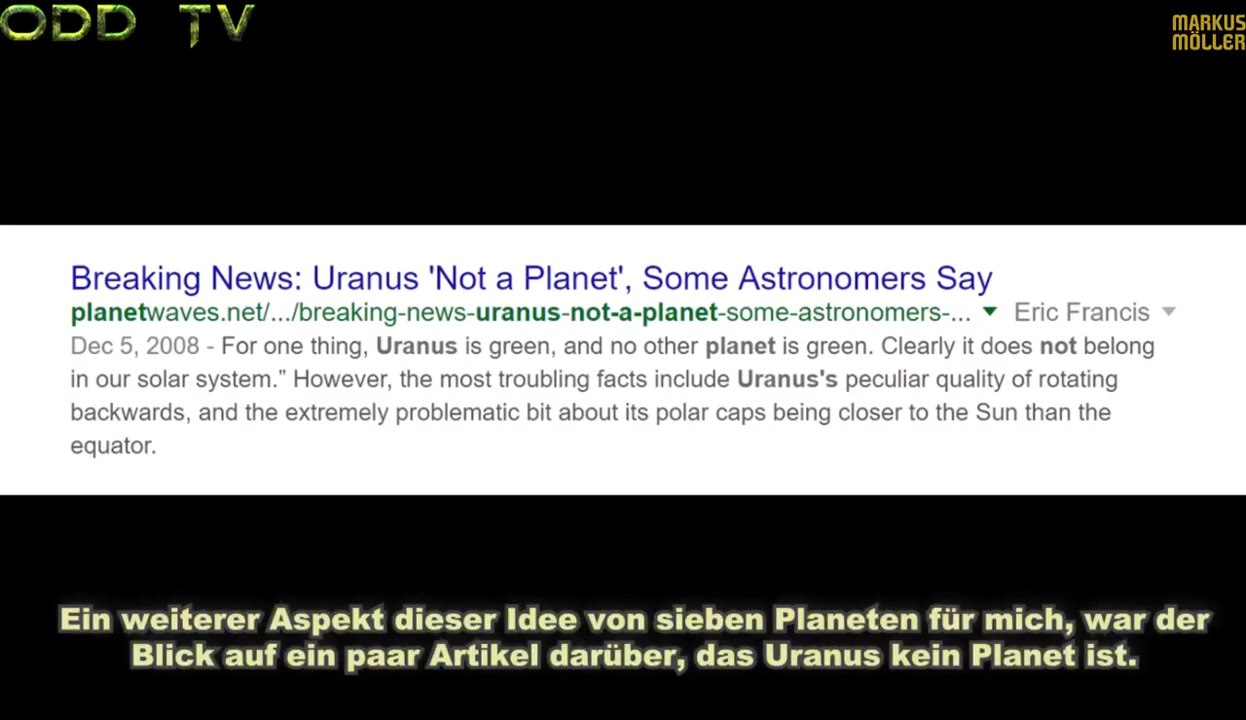 ODD TV
MARKUS
MÖLLER
Breaking News: Uranus 'Not a Planet', Some Astronomers Say
planetwaves.net/.../breaking-news-uranus-not-a-planet-some-astronomers-... Eric Francis
Dec 5, 2008 - For one thing, Uranus is green, and no other planet is green. Clearly it does not belong
in our solar system.” However, the most troubling facts include Uranus's peculiar quality of rotating
backwards, and the extremely problematic bit about its polar caps being closer to the Sun than the
equator.
Ein weiterer Aspekt dieser Idee von sieben Planeten für mich, war der
Blick auf ein paar Artikel darüber, das Uranus kein Planet ist.